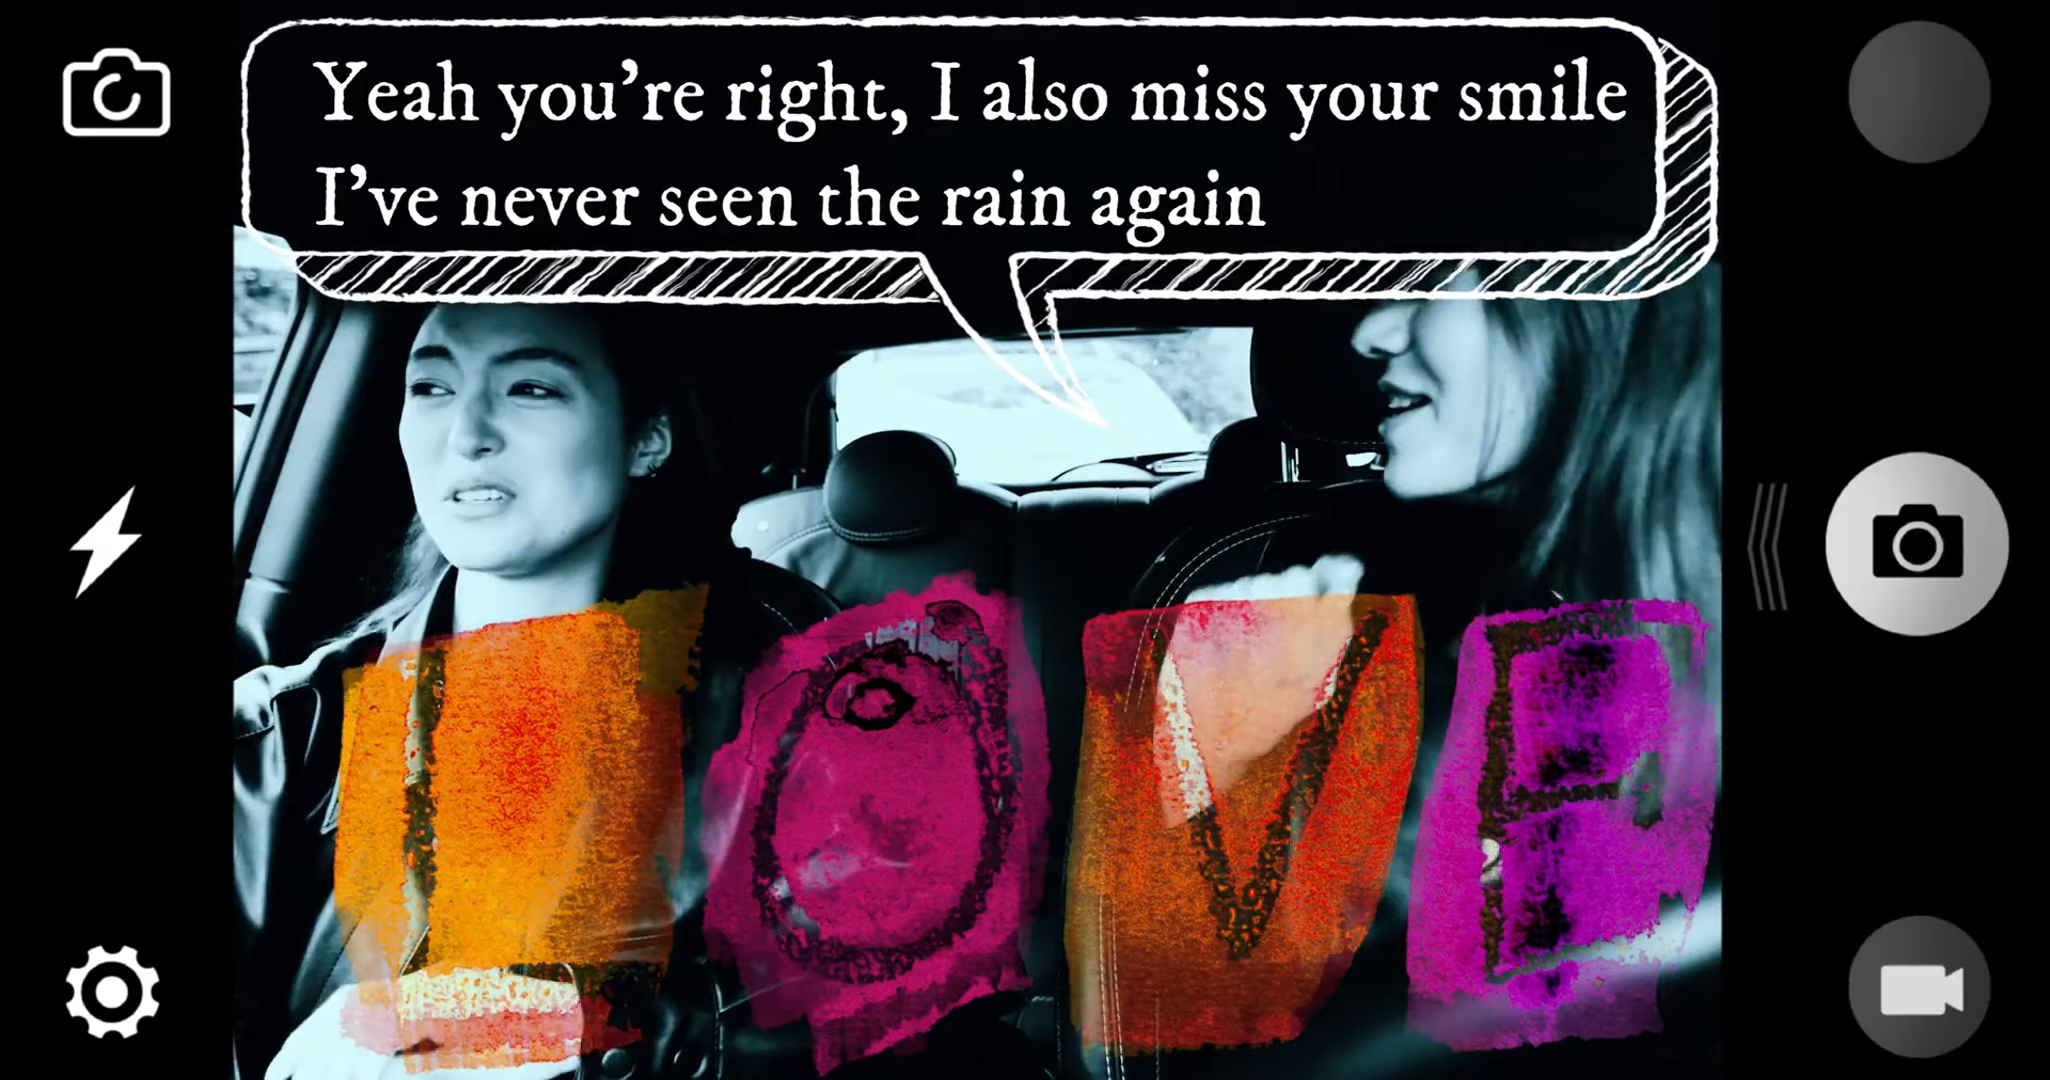 Yeah you’re right, I also miss your smile
I’ve never seen the rain again
LOVE